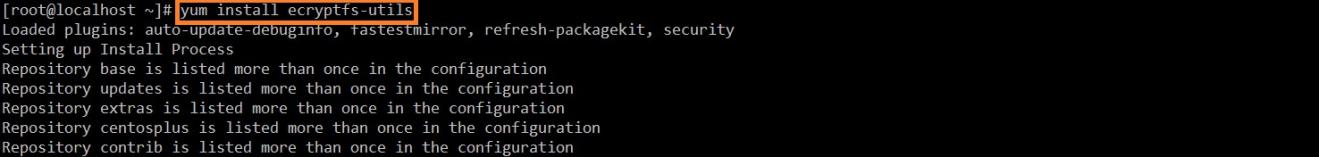 [root@localhost ~]# yum install ecryptfs-utils
Loaded plugins: auto-update-debuginfo, fastestmirror, refresh-packagekit, security
Setting up Install Process
Repository base is listed more than once in the configuration
Repository updates is listed more than once in the configuration
Repository extras is listed more than once in the configuration
Repository centosplus is listed more than once in the configuration
Repository contrib is listed more than once in the configuration